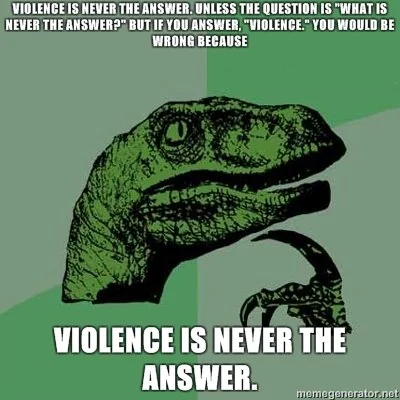 VIOLENCE IS NEVER THE ANSWER. UNLESS THE QUESTION IS "WHAT IS
NEVER THE ANSWER?" BUT IF YOU ANSWER, "VIOLENCE." YOU WOULD BE
WRONG BECAUSE
VIOLENCE IS NEVER THE
ANSWER.
memegenerator.net